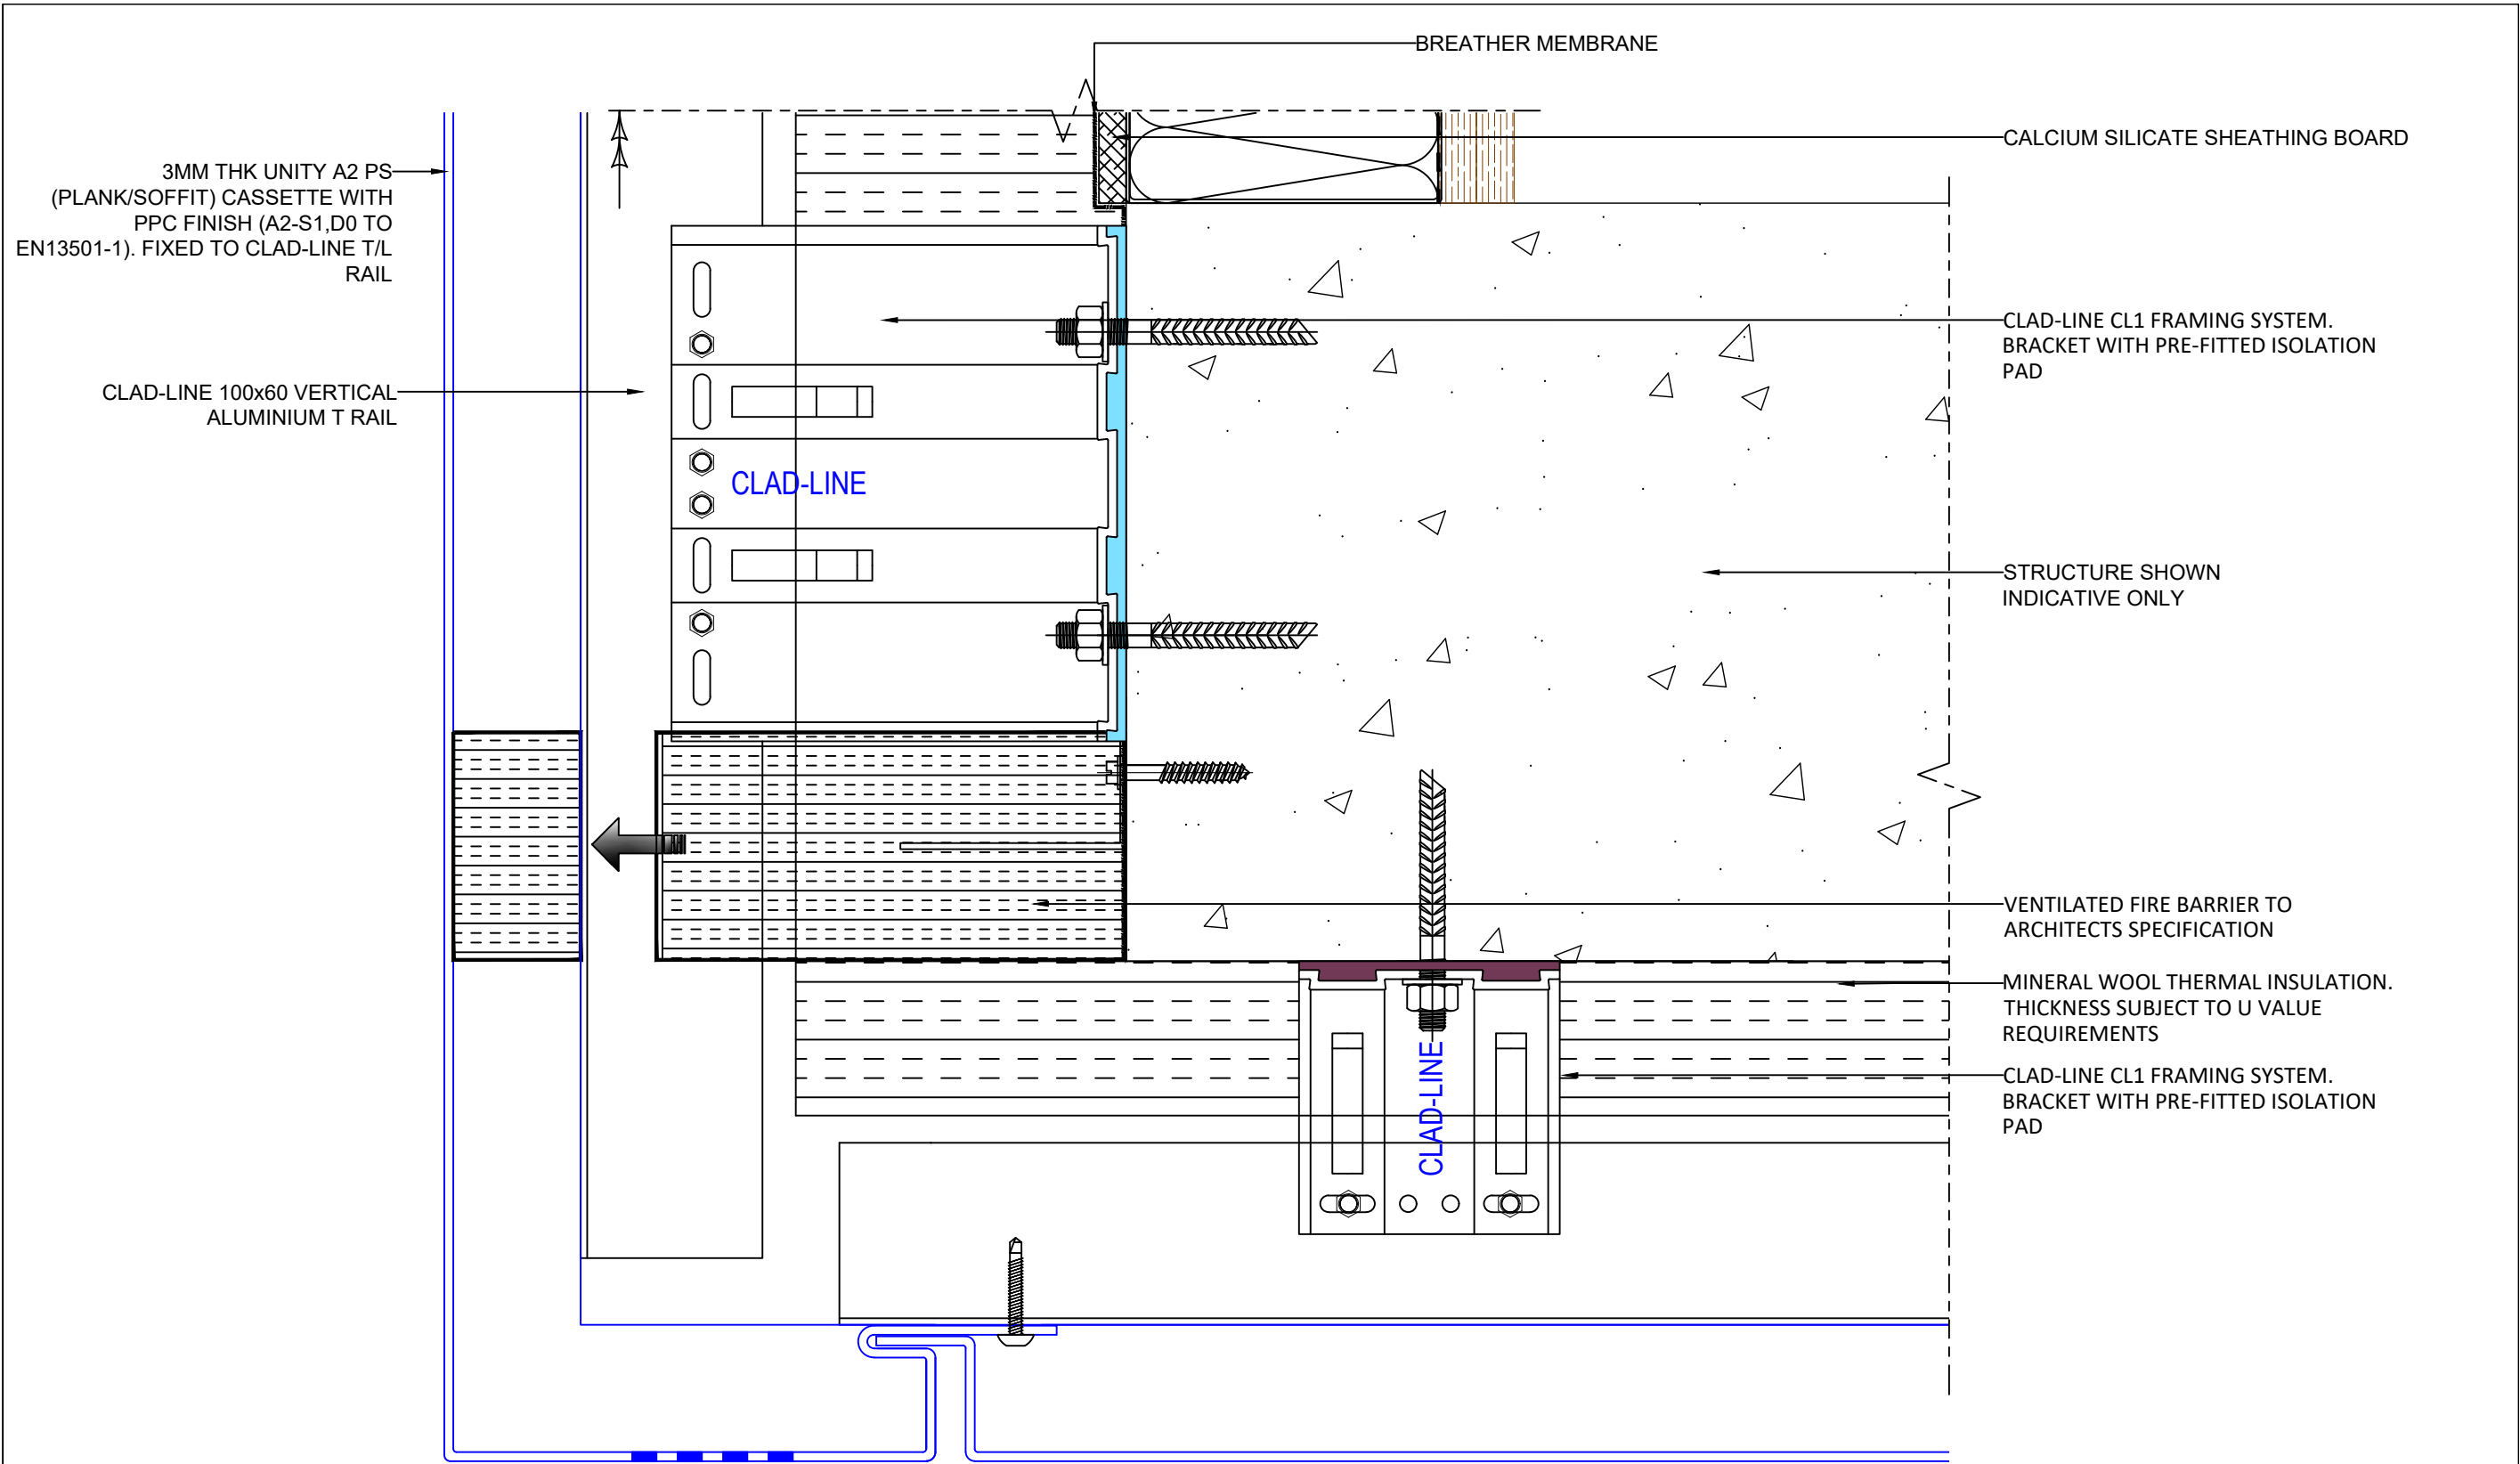 BREATHER MEMBRANE
CALCIUM SILICATE SHEATHING BOARD
3MM THK UNITY A2 PS
(PLANK/SOFFIT) CASSETTE WITH
PPC FINISH (A2-S1,D0 TO
EN13501-1). FIXED TO CLAD-LINE T/L
RAIL
CLAD-LINE CL1 FRAMING SYSTEM.
BRACKET WITH PRE-FITTED ISOLATION
PAD
CLAD-LINE 100x60 VERTICAL
ALUMINIUM T RAIL
CLAD-LINE
STRUCTURE SHOWN
INDICATIVE ONLY
VENTILATED FIRE BARRIER TO
ARCHITECTS SPECIFICATION
MINERAL WOOL THERMAL INSULATION.
THICKNESS SUBJECT TO U VALUE
REQUIREMENTS
CLAD-LINE
CLAD-LINE CL1 FRAMING SYSTEM.
BRACKET WITH PRE-FITTED ISOLATION
PAD